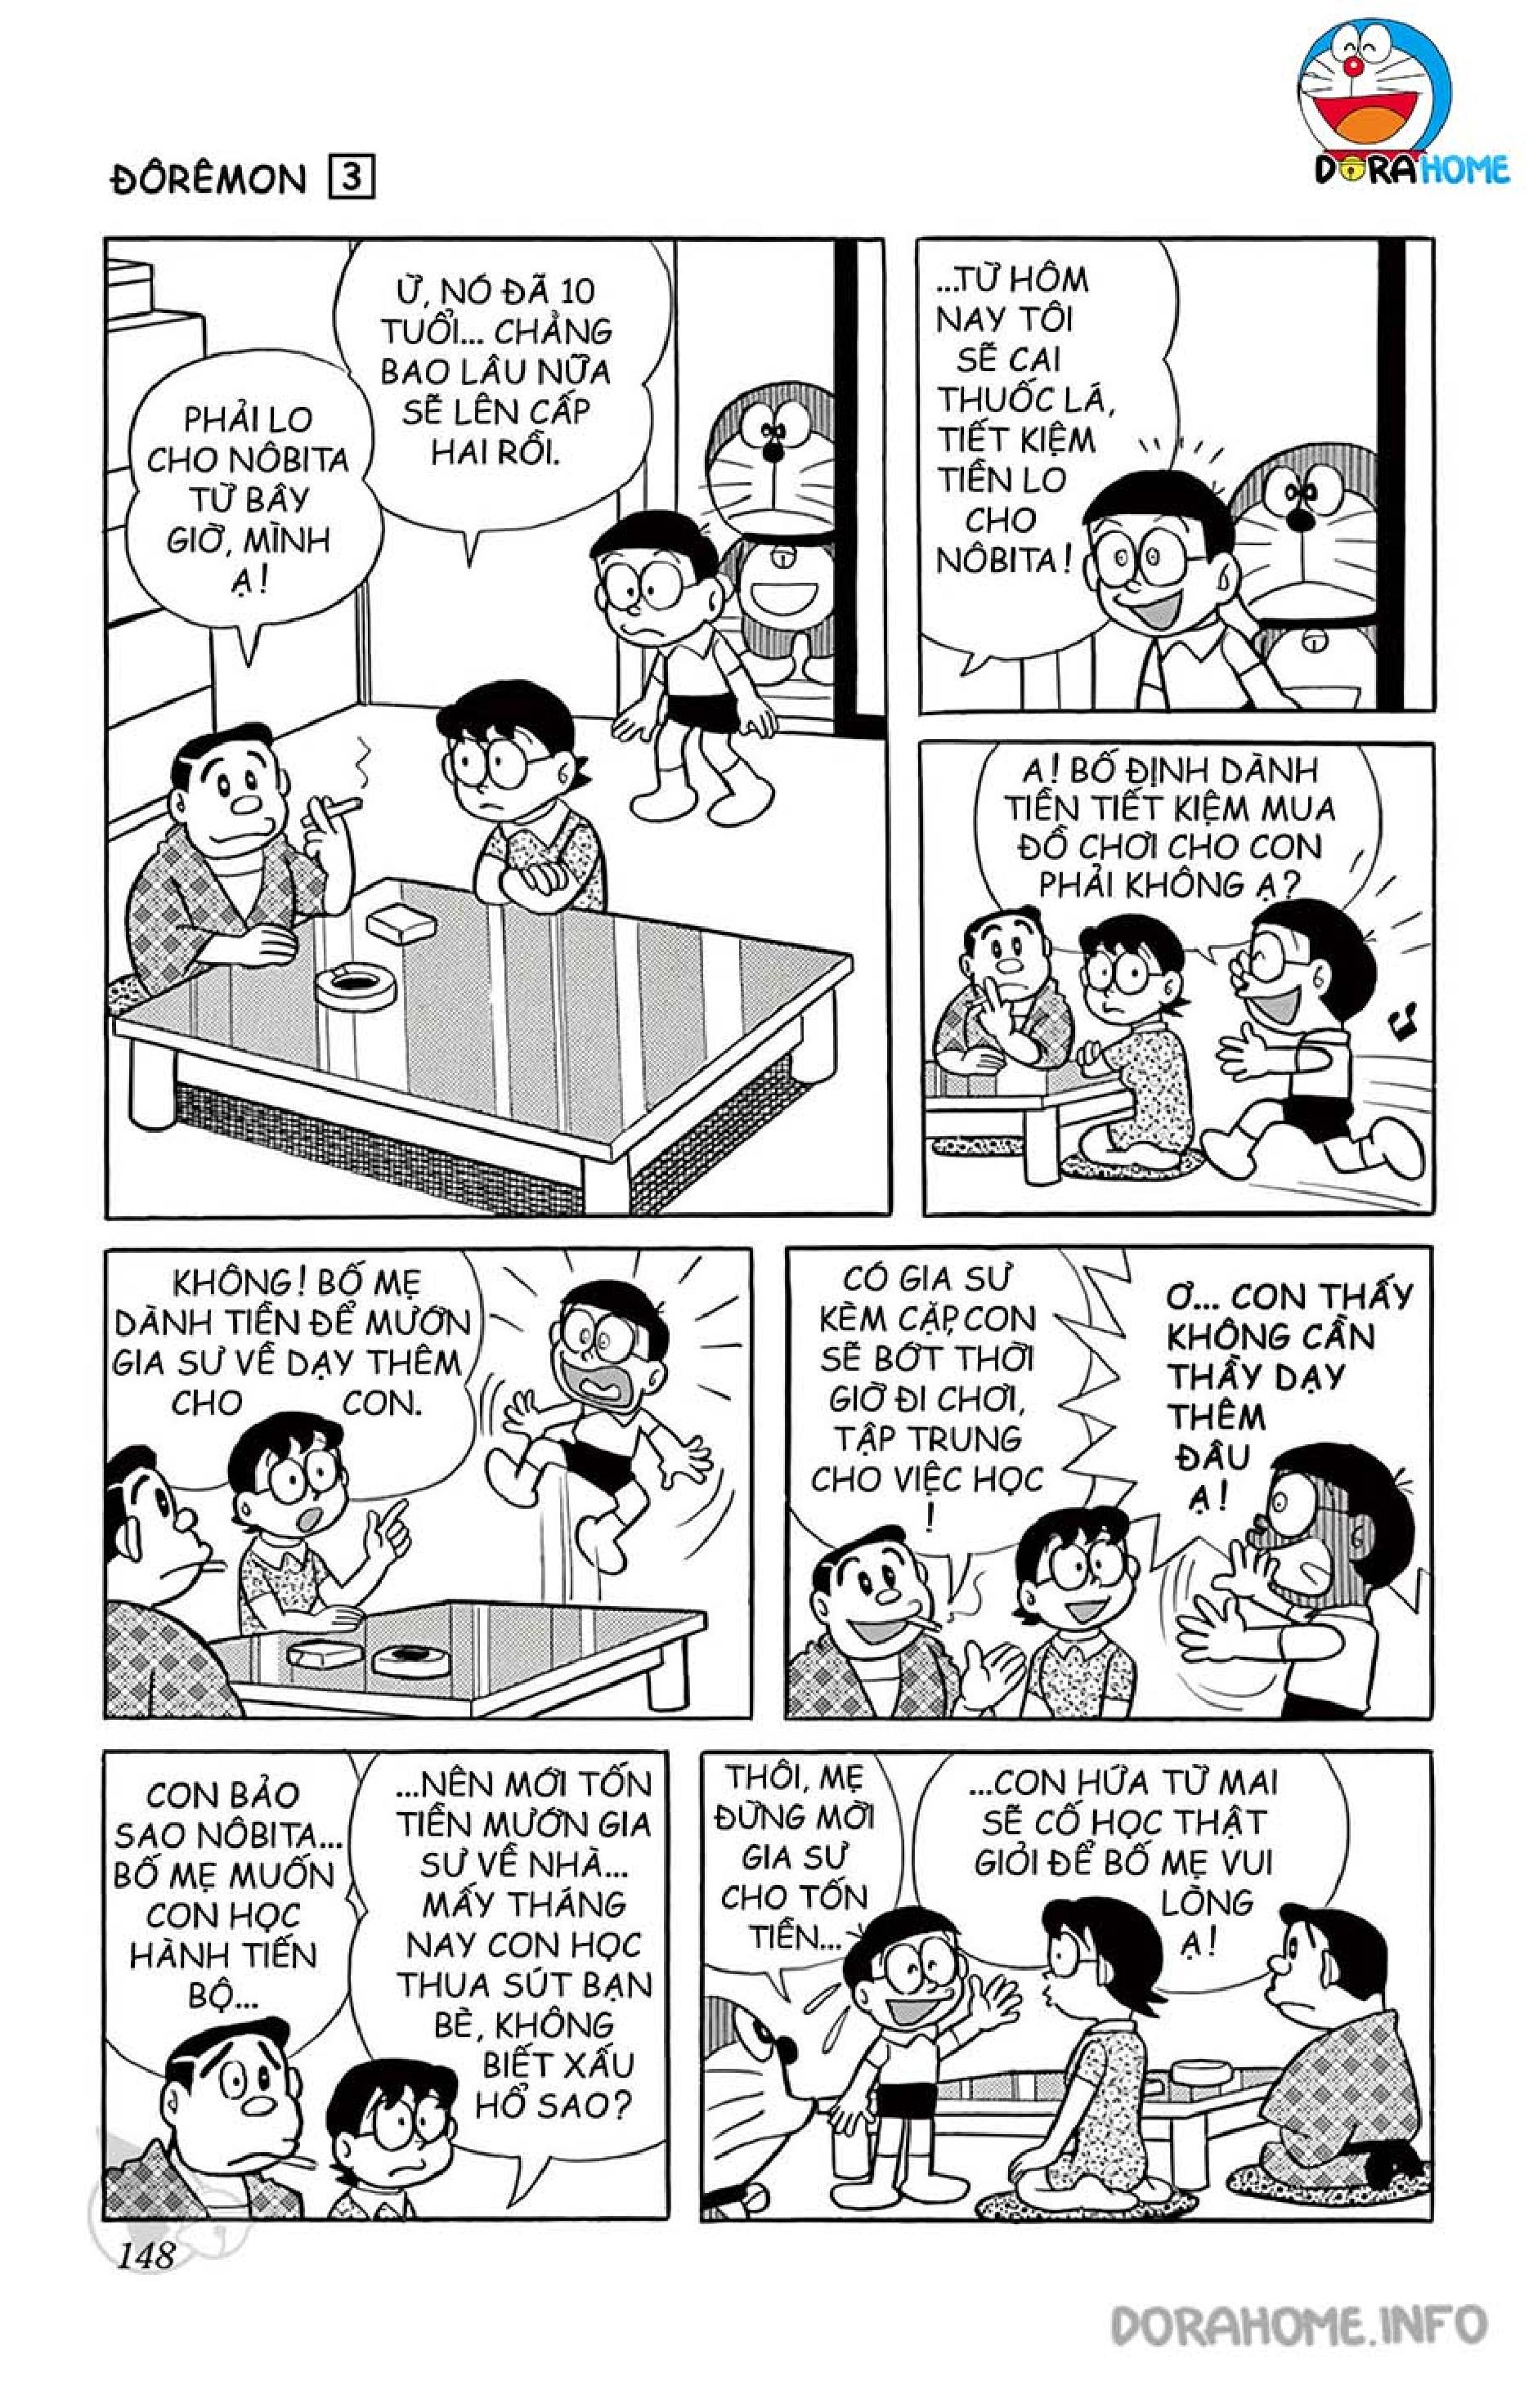 DORAHOME
ĐÔRÊMON 3
Ừ, NÓ ĐÃ 10
TUỔI... CHẲNG
BAO LÂU NỮA
SẼ LÊN CẤP
HAI RỒI.
PHẢI LO
CHO NÔBITA
TỪ BÂY
GIỜ, MÌNH
Ạ!
...TỪ HÔM
NAY TÔI
SẼ CAI
THUỐC LÁ,
TIẾT KIỆM
TIỀN LO
CHO
NÔBITA!
A! BỐ ĐỊNH DÀNH
TIỀN TIẾT KIỆM MUA
ĐỒ CHƠI CHO CON
PHẢI KHÔNG Ạ?
KHÔNG! BỐ MẸ
DÀNH TIỀN ĐỂ MƯỚN
GIA SƯ VỀ DẠY THÊM
CHO CON.
CÓ GIA SƯ
KÈM CẶP, CON
SẼ BỚT THỜI
GIỜ ĐI CHƠI,
TẬP TRUNG
CHO VIỆC HỌC
!
Ơ... CON THẤY
KHÔNG CẦN
THẦY DẠY
THÊM
ĐÂU
Ạ!
CON BẢO
SAO NÔBITA...
BỐ MẸ MUỐN
CON HỌC
HÀNH TIẾN
BỘ...
...NÊN MỚI TỐN
TIỀN MƯỚN GIA
SƯ VỀ NHÀ...
MẤY THÁNG
NAY CON HỌC
THUA SÚT BẠN
BÈ, KHÔNG
BIẾT XẤU
HỔ SAO?
THÔI, MẸ
ĐỪNG MỜI
GIA SƯ
CHO TỐN
TIỀN...
...CON HỨA TỪ MAI
SẼ CỐ HỌC THẬT
GIỎI ĐỂ BỐ MẸ VUI
LÒNG
Ạ!
148
DORAHOME.INFO